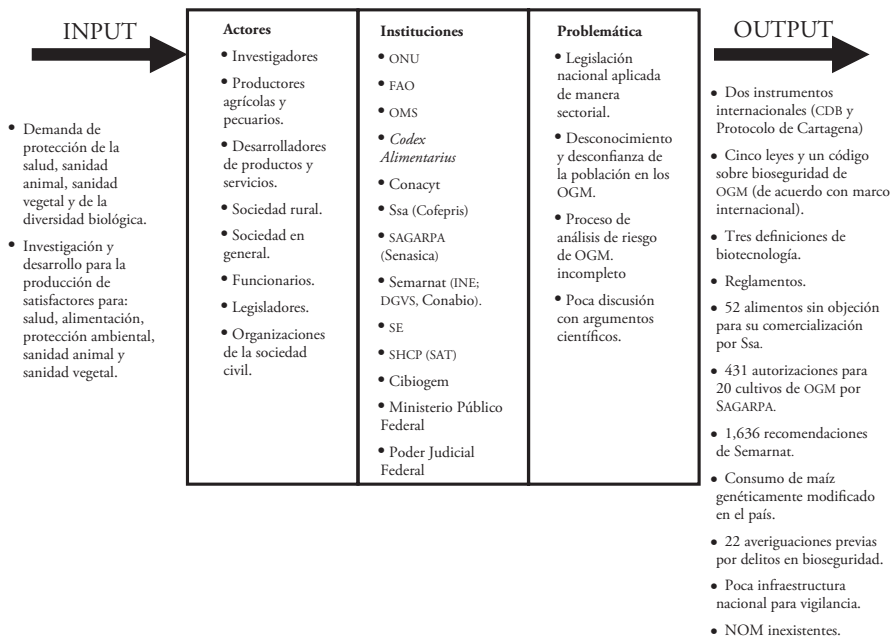 INPUT
• Demanda de
protección de la
salud, sanidad
animal, sanidad
vegetal y de la
diversidad biológica.
• Investigación y
desarrollo para la
producción de
satisfactores para:
salud, alimentación,
protección ambiental,
sanidad animal y
sanidad vegetal.
Actores
• Investigadores
• Productores
agrícolas y
pecuarios.
• Desarrolladores
de productos y
servicios.
• Sociedad rural.
• Sociedad en
general.
• Funcionarios.
• Legisladores.
• Organizaciones
de la sociedad
civil.
Instituciones
• ONU
• FAO
• OMS
• Codex
Alimentarius
• Conacyt
• Ssa (Cofepris)
• SAGARPA
(Senasica)
• Semarnat (INE;
DGVS, Conabio).
• SE
• SHCP (SAT)
• Cibiogem
• Ministerio Público
Federal
• Poder Judicial
Federal
Problemática
• Legislación
nacional aplicada
de manera
sectorial.
• Desconocimiento
y desconfianza de
la población en los
OGM.
• Proceso de
análisis de riesgo
de OGM.
incompleto
• Poca discusión
con argumentos
científicos.
OUTPUT
• Dos instrumentos
internacionales (CDB y
Protocolo de Cartagena)
• Cinco leyes y un código
sobre bioseguridad de
OGM (de acuerdo con marco
internacional).
• Tres definiciones de
biotecnología.
• Reglamentos.
• 52 alimentos sin objeción
para su comercialización
por Ssa.
• 431 autorizaciones para
20 cultivos de OGM por
SAGARPA.
• 1,636 recomendaciones
de Semarnat.
• Consumo de maíz
genéticamente modificado
en el país.
• 22 averiguaciones previas
por delitos en bioseguridad.
• Poca infraestructura
nacional para vigilancia.
• NOM inexistentes.